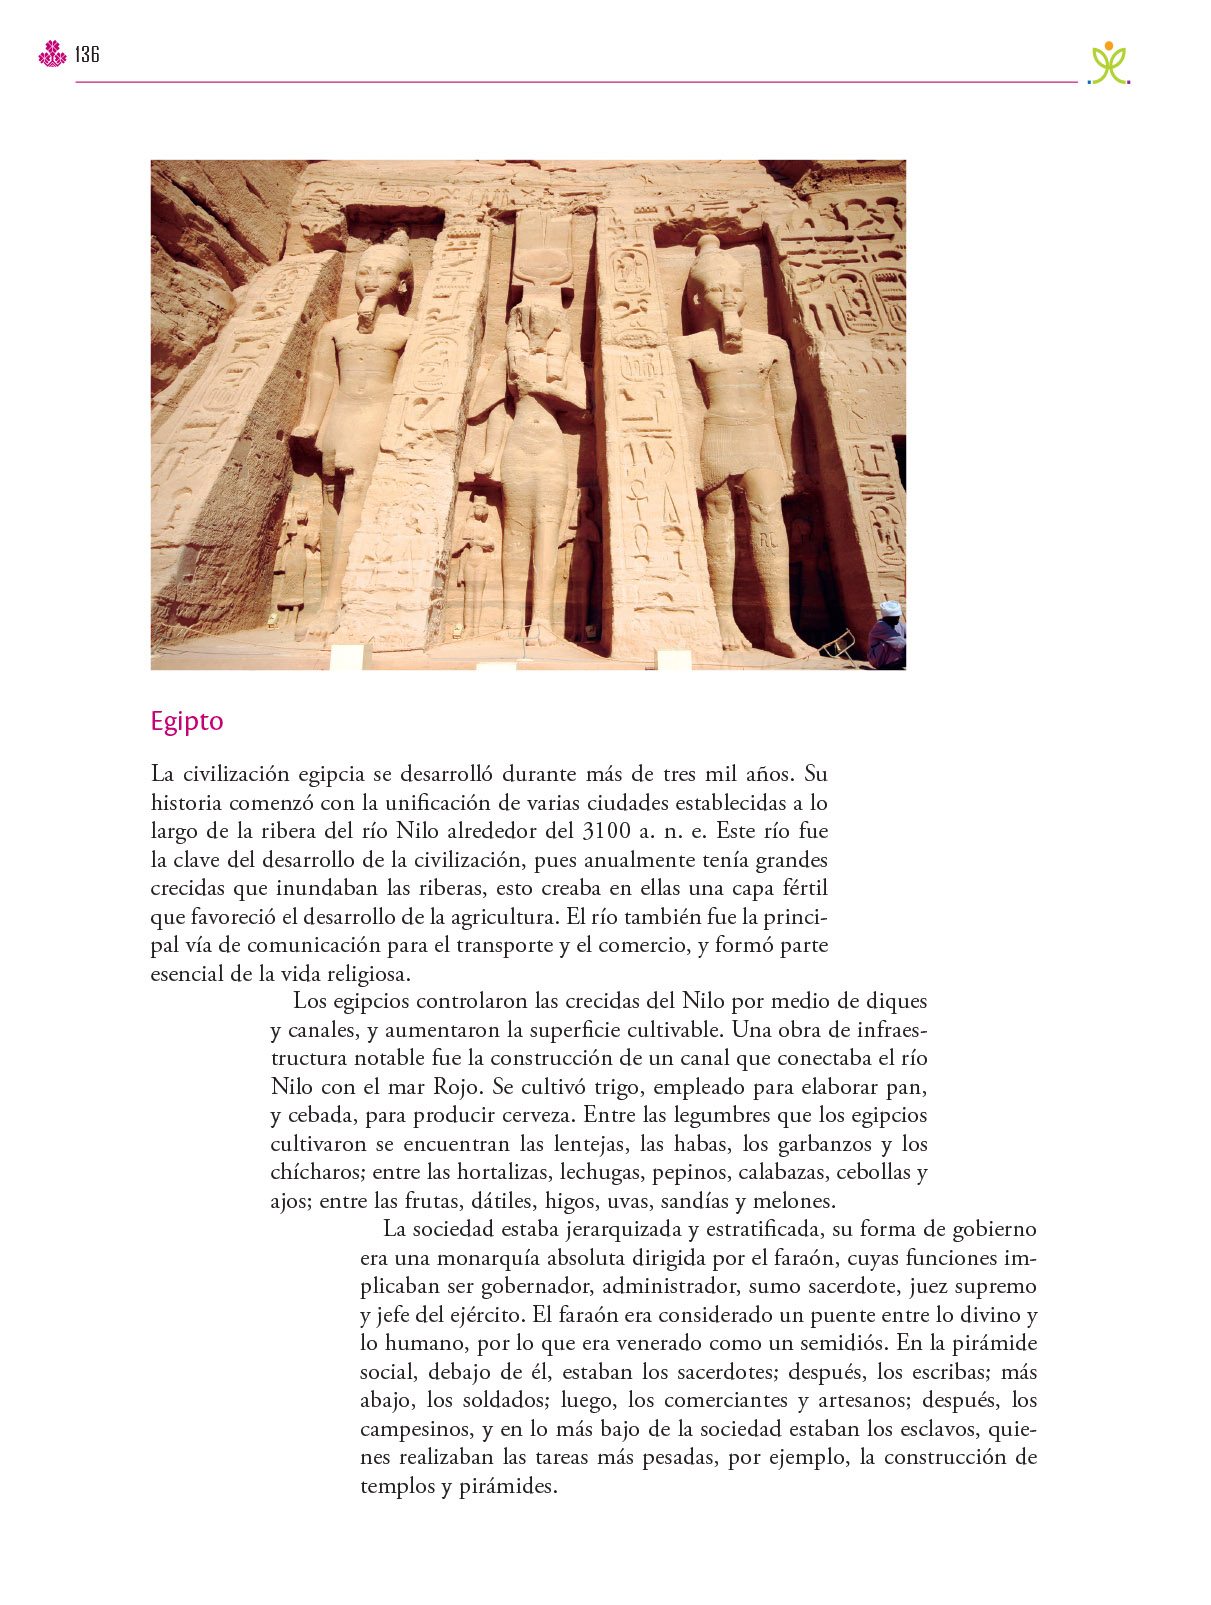 136
Egipto
La civilización egipcia se desarrolló durante más de tres mil años. Su
historia comenzó con la unificación de varias ciudades establecidas a lo
largo de la ribera del río Nilo alrededor del 3100 a. n. e. Este río fue
la clave del desarrollo de la civilización, pues anualmente tenía grandes
crecidas que inundaban las riberas, esto creaba en ellas una capa fértil
que favoreció el desarrollo de la agricultura. El río también fue la princi-
pal vía de comunicación para el transporte y el comercio, y formó parte
esencial de la vida religiosa.
Los egipcios controlaron las crecidas del Nilo por medio de diques
y canales, y aumentaron la superficie cultivable. Una obra de infraes-
tructura notable fue la construcción de un canal que conectaba el río
Nilo con el mar Rojo. Se cultivó trigo, empleado para elaborar pan,
y cebada, para producir cerveza. Entre las legumbres que los egipcios
cultivaron se encuentran las lentejas, las habas, los garbanzos y los
chícharos; entre las hortalizas, lechugas, pepinos, calabazas, cebollas y
ajos; entre las frutas, dátiles, higos, uvas, sandías y melones.
La sociedad estaba jerarquizada y estratificada, su forma de gobierno
era una monarquía absoluta dirigida por el faraón, cuyas funciones im-
plicaban ser gobernador, administrador, sumo sacerdote, juez supremo
y jefe del ejército. El faraón era considerado un puente entre lo divino y
lo humano, por lo que era venerado como un semidiós. En la pirámide
social, debajo de él, estaban los sacerdotes; después, los escribas; más
abajo, los soldados; luego, los comerciantes y artesanos; después, los
campesinos, y en lo más bajo de la sociedad estaban los esclavos, quie-
nes realizaban las tareas más pesadas, por ejemplo, la construcción de
templos y pirámides.